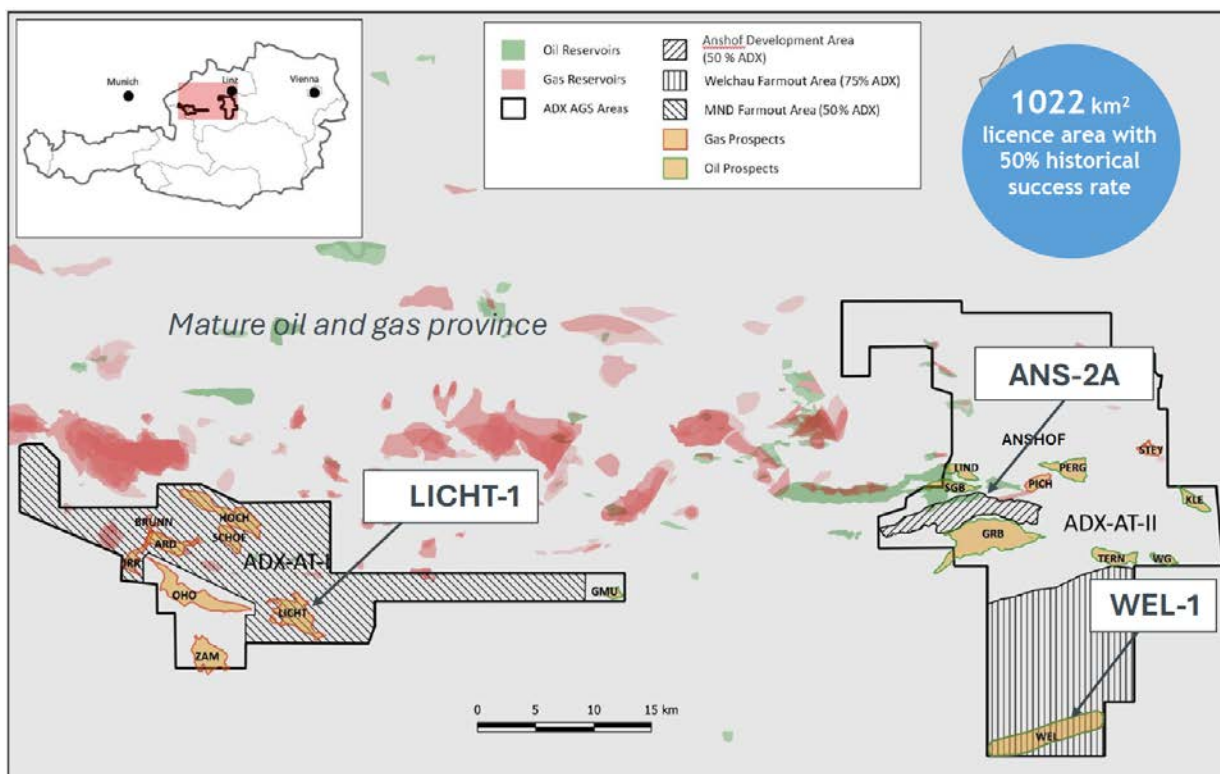 Munich
Linz
Vienna
Oil Reservoirs
Gas Reservoirs
ADX AGS Areas
Anshof Development Area
(50 % ADX)
Welchau Farmout Area (75% ADX)
MND Farmout Area (50% ADX)
Gas Prospects
Oil Prospects
1022 km²
licence area with
50% historical
success rate
Mature oil and gas province
ANS-2A
ANSHOF
STEY
LIND
PERG
SGB
PICH
KLE
LICHT-1
HOCH
BRUNN
SCHOE
ARD
GRB
ADX-AT-II
IRR
ADX-AT-I
TERN
WG
OHO
GMU
LICHT
WEL-1
ZAM
WEL
0 5 10 15 km